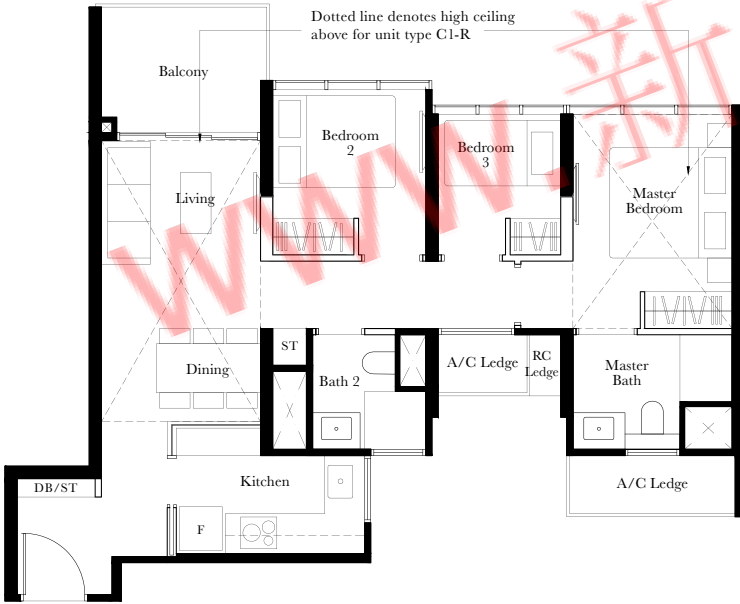 Dotted line denotes high ceiling
above for unit type C1-R
Balcony
Bedroom
2
Bedroom
3
Living
Master
Bedroom
ST
Dining
Bath 2
A/C Ledge
RC
Ledge
Master
Bath
Kitchen
DB/ST
A/C Ledge
F
www.新